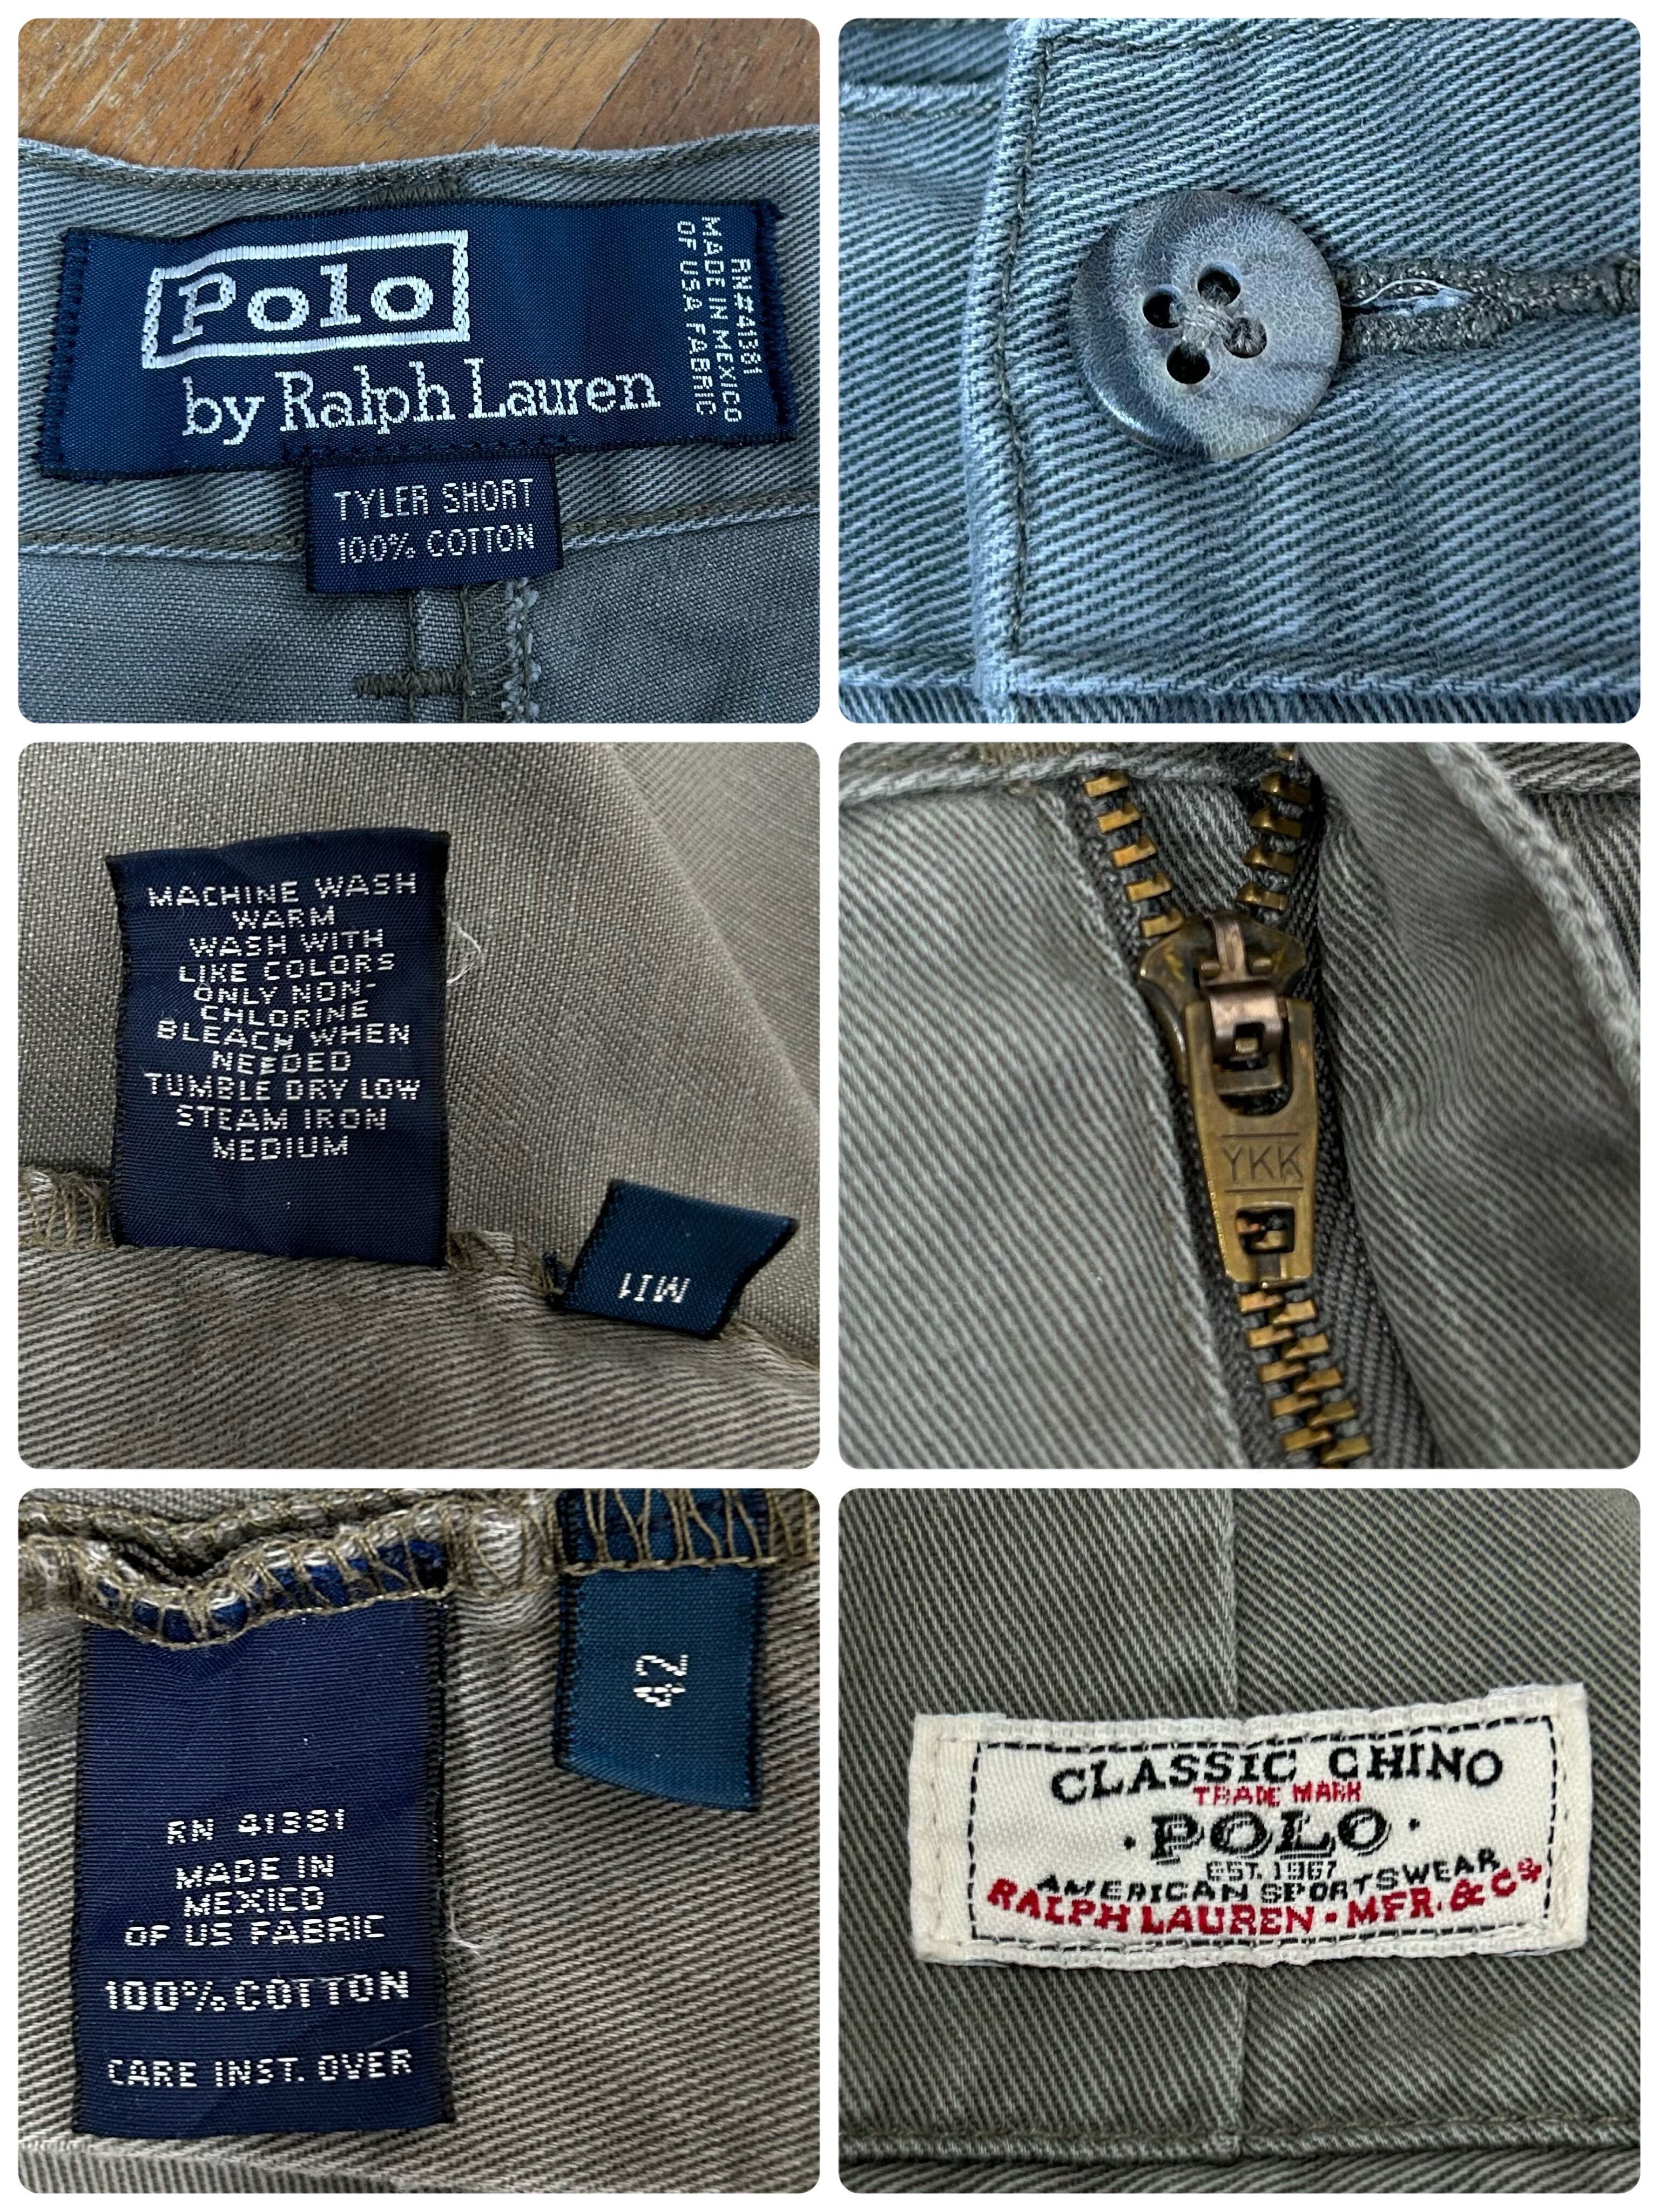 Polo
by Ralph Lauren
RN#41381
MADE IN MEXICO
OF USA FABRIC
TYLER SHORT
100% COTTON
MACHINE WASH
WARM
WASH WITH
LIKE COLORS
ONLY NON-
CHLORINE
BLEACH WHEN
NEEDED
TUMBLE DRY LOW
STEAM IRON
MEDIUM
MI1
YKK
RN 41381
MADE IN
MEXICO
OF US FABRIC
100% COTTON
CARE INST. OVER
42
CLASSIC CHINO
TRADE MARK
· POLO ·
EST. 1967
AMERICAN SPORTSWEAR
RALPH LAUREN · MFR. & Co